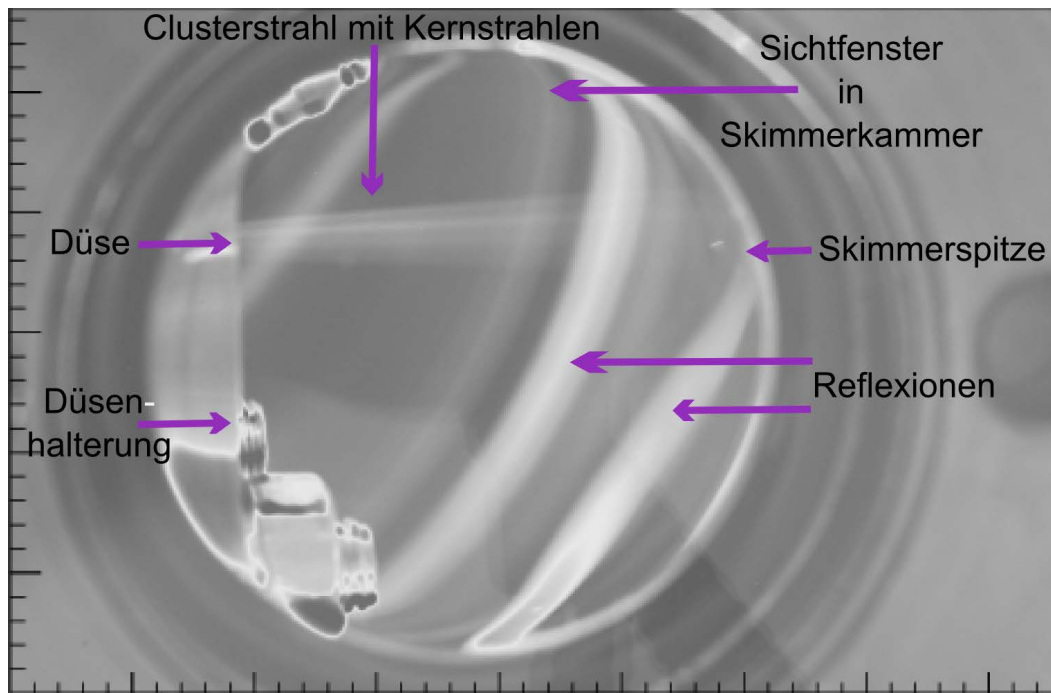 Clusterstrahl mit Kernstrahlen
Sichtfenster
in
Skimmerkammer
Düse
Skimmerspitze
Reflexionen
Düsen-
halterung